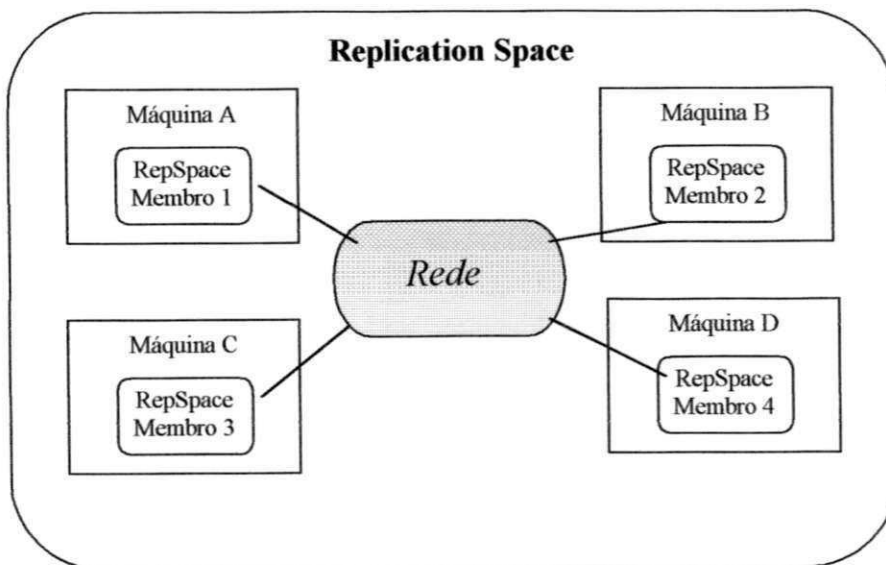 Replication Space
Máquina A
RepSpace
Membro 1
Máquina B
RepSpace
Membro 2
Rede
Máquina C
RepSpace
Membro 3
Máquina D
RepSpace
Membro 4